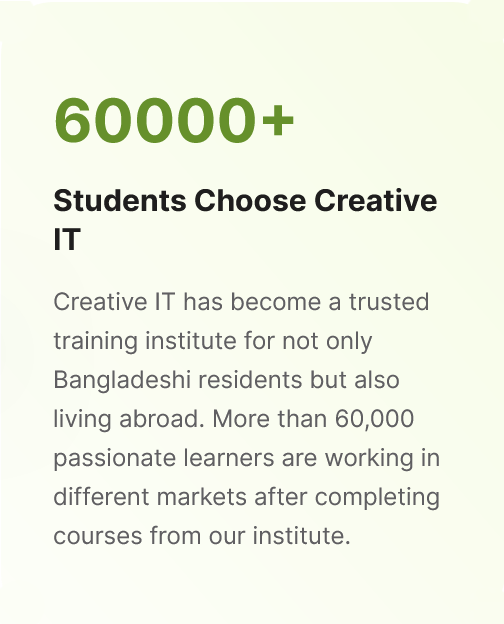 60000+
Students Choose Creative
IT
Creative IT has become a trusted
training institute for not only
Bangladeshi residents but also
living abroad. More than 60,000
passionate learners are working in
different markets after completing
courses from our institute.